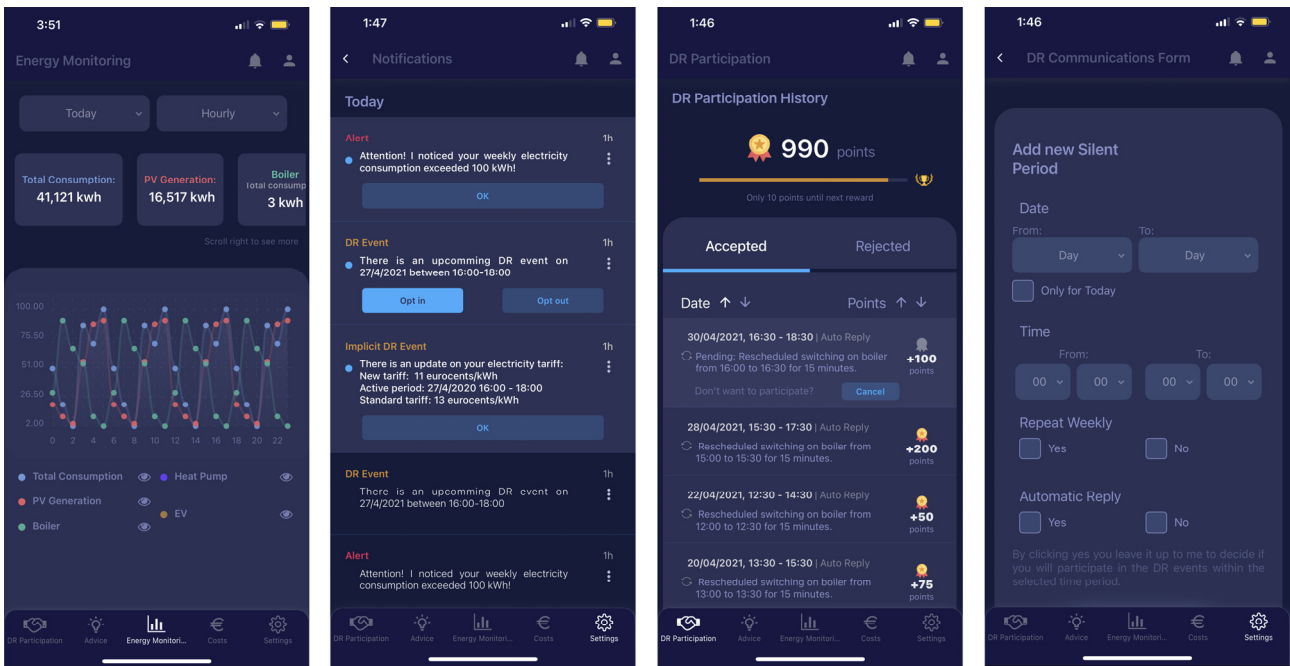 3:51
Energy Monitoring
Today
Hourly
Total Consumption:
41,121 kwh
PV Generation:
16,517 kwh
Boiler
Total consump
3 kwh
Scroll right to see more
100.00
75.50
51.00
26.50
2.00
0 2 4 6 8 10 12 14 16 18 20 22
Total Consumption
Heat Pump
PV Generation
EV
Boiler
DR Participation
Advice
Energy Monitori...
Costs
Settings
1:47
Notifications
Today
Alert
1h
Attention! I noticed your weekly electricity
consumption exceeded 100 kWh!
OK
DR Event
1h
There is an upcomming DR event on
27/4/2021 between 16:00-18:00
Opt in
Opt out
Implicit DR Event
1h
There is an update on your electricity tariff:
New tariff: 11 eurocents/kWh
Active period: 27/4/2020 16:00 - 18:00
Standard tariff: 13 eurocents/kWh
OK
DR Event
1h
There is an upcomming DR event on
27/4/2021 between 16:00-18:00
Alert
1h
Attention! I noticed your weekly electricity
consumption exceeded 100 kWh!
DR Participation
Advice
Energy Monitori...
Costs
Settings
1:46
DR Participation
DR Participation History
990 points
Only 10 points until next reward
Accepted
Rejected
Date ↑ ↓
Points ↑ ↓
30/04/2021, 16:30 - 18:30 | Auto Reply
Pending: Rescheduled switching on boiler
from 16:00 to 16:30 for 15 minutes.
+100
points
Don't want to participate?
Cancel
28/04/2021, 15:30 - 17:30 | Auto Reply
Rescheduled switching on boiler from
15:00 to 15:30 for 15 minutes.
+200
points
22/04/2021, 12:30 - 14:30 | Auto Reply
Rescheduled switching on boiler from
12:00 to 12:30 for 15 minutes.
+50
points
20/04/2021, 13:30 - 15:30 | Auto Reply
Rescheduled switching on boiler from
13:00 to 13:30 for 15 minutes.
+75
points
DR Participation
Advice
Energy Monitori...
Costs
Settings
1:46
DR Communications Form
Add new Silent
Period
Date
From:
To:
Day
Day
Only for Today
Time
From:
To:
00
00
00
00
Repeat Weekly
Yes
No
Automatic Reply
Yes
No
By clicking yes you leave it up to me to decide if
you will participate in the DR events within the
selected time period.
DR Participation
Advice
Energy Monitori...
Costs
Settings